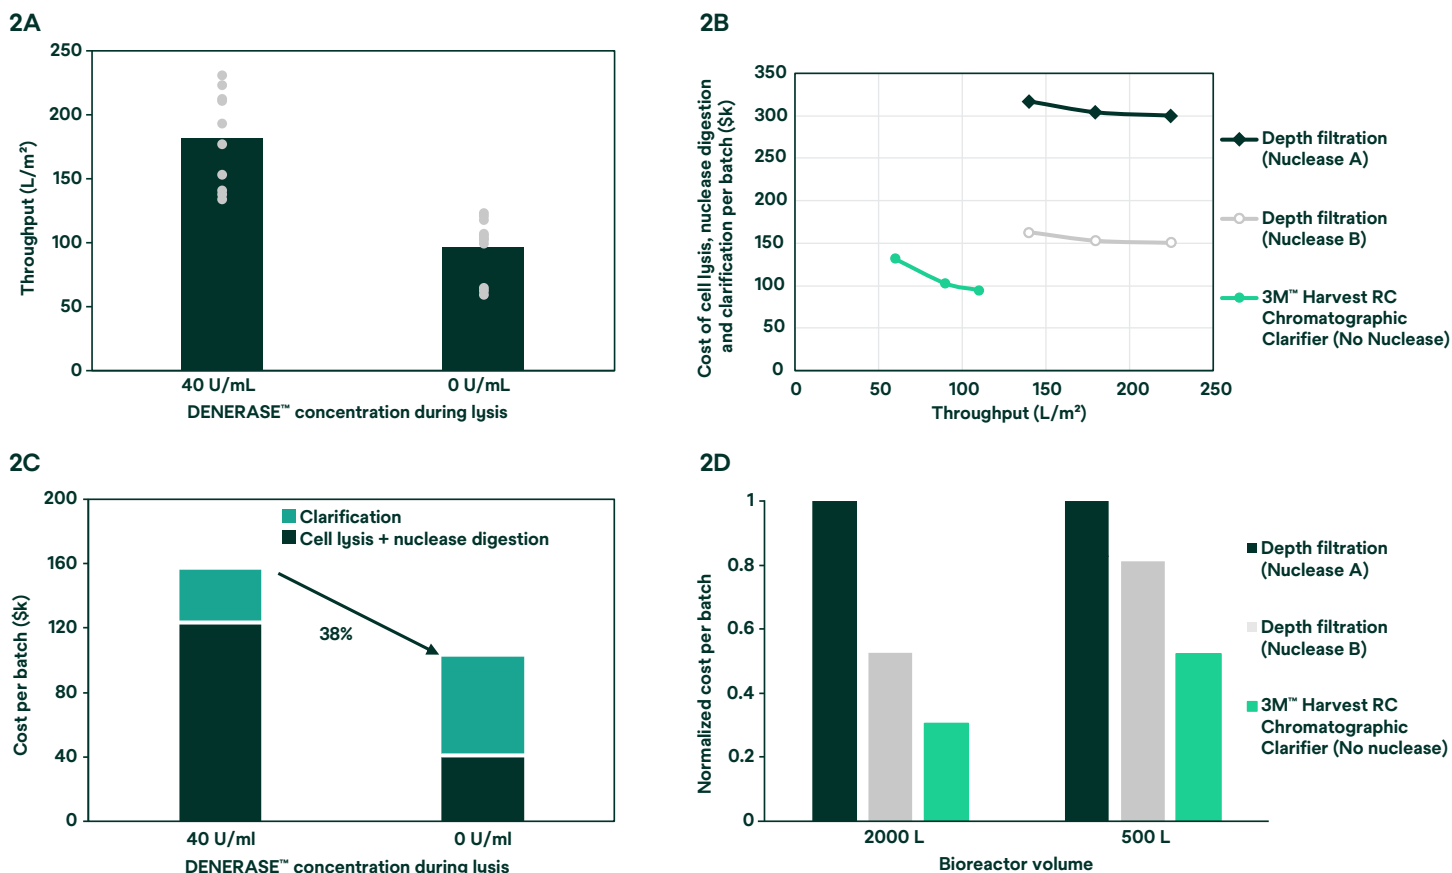 2A
250
200
150
100
50
0
Throughput (L/m²)
40 U/mL
0 U/mL
DENERASE™ concentration during lysis
2B
350
300
250
200
150
100
50
0
Cost of cell lysis, nuclease digestion
and clarification per batch ($k)
0
50
100
150
200
250
Throughput (L/m²)
Depth filtration
(Nuclease A)
Depth filtration
(Nuclease B)
3M™ Harvest RC
Chromatographic
Clarifier (No Nuclease)
2C
200
160
120
80
40
0
Cost per batch ($k)
Clarification
Cell lysis + nuclease digestion
38%
40 U/ml
0 U/ml
DENERASE™ concentration during lysis
2D
1
0.8
0.6
0.4
0.2
0
Normalized cost per batch
2000 L
500 L
Bioreactor volume
Depth filtration
(Nuclease A)
Depth filtration
(Nuclease B)
3M™ Harvest RC
Chromatographic
Clarifier (No nuclease)